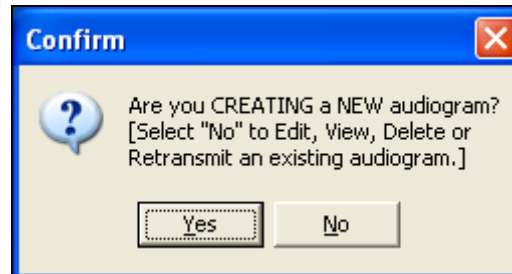 Confirm
Are you CREATING a NEW audiogram?
[Select "No" to Edit, View, Delete or
Retransmit an existing audiogram.]
Yes
No